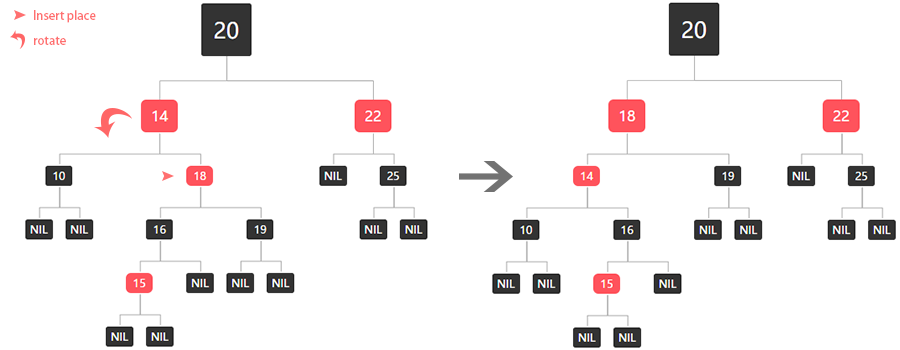 Insert place
rotate
20
14 22
10 18 NIL 25
NIL NIL 16 19 NIL NIL
15 NIL NIL NIL
NIL NIL
20
18 22
14 19 NIL 25
10 16 NIL NIL NIL NIL
NIL NIL 15 NIL
NIL NIL